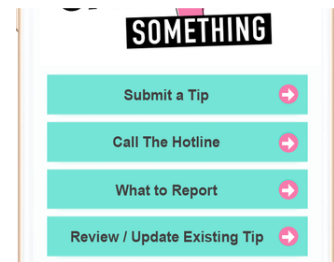 SOMETHING
Submit a Tip
Call The Hotline
What to Report
Review / Update Existing Tip